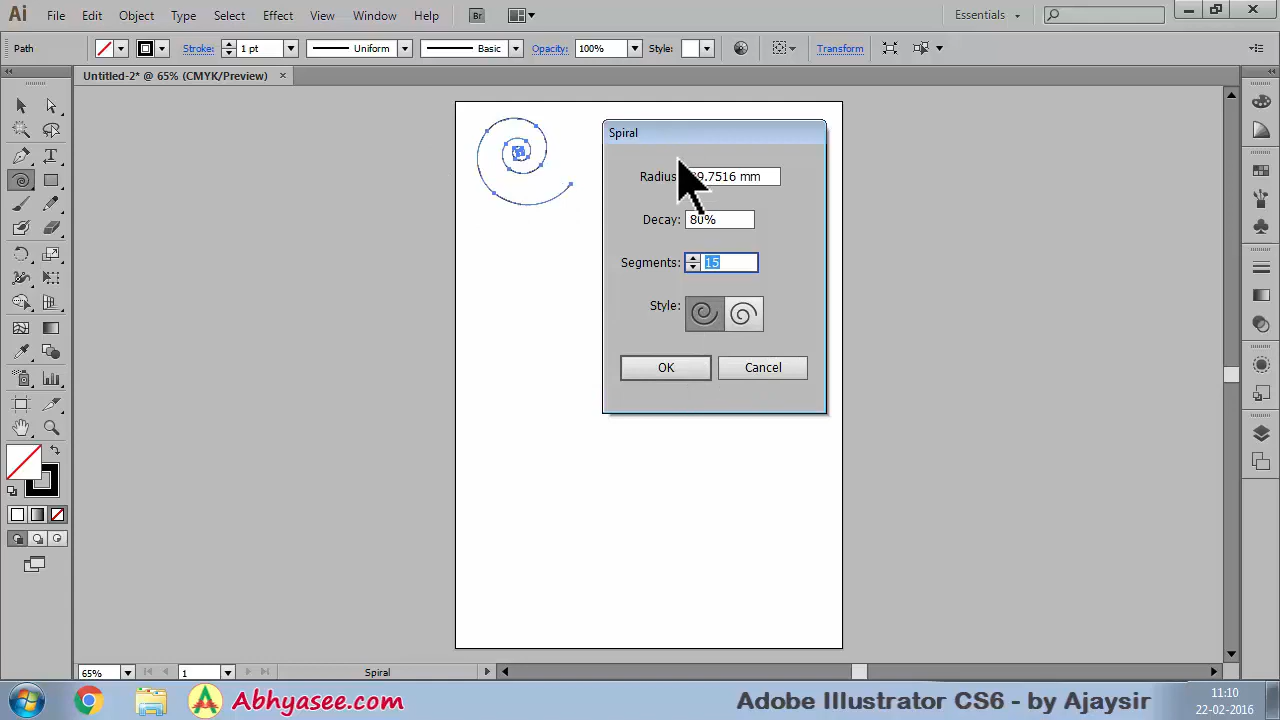 Ai File Edit Object Type Select Effect View Window Help Br Essentials
Path Stroke: 1 pt Uniform Basic Opacity: 100% Style: Transform
Untitled-2* @ 65% (CMYK/Preview)
Spiral
Radius 9.7516 mm
Decay: 80%
Segments: 15
Style:
OK Cancel
65% 1 Spiral
Abhyasee.com Adobe Illustrator CS6 - by Ajaysir 11:10
22-02-2016